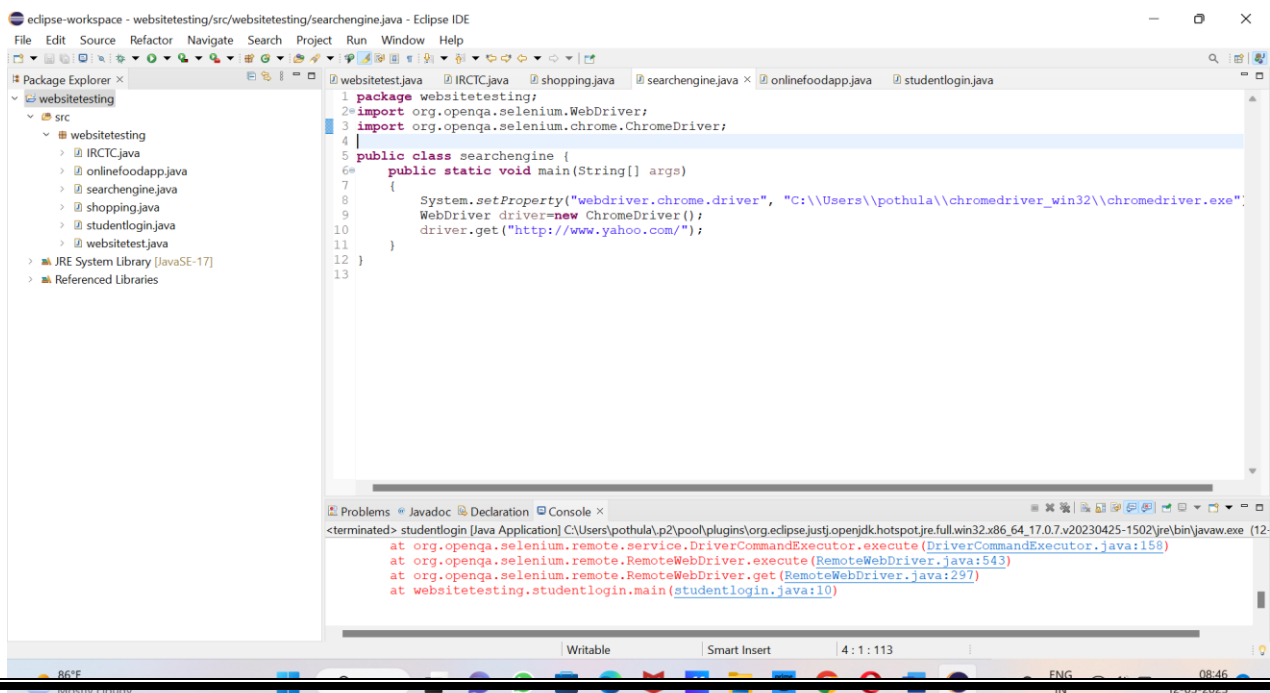 eclipse-workspace - websitetesting/src/websitetesting/searchengine.java - Eclipse IDE
File Edit Source Refactor Navigate Search Project Run Window Help
Package Explorer ×
websitetest.java IRCTC.java shopping.java searchengine.java × onlinefoodapp.java studentlogin.java
websitetesting
src
websitetesting
IRCTC.java
onlinefoodapp.java
searchengine.java
shopping.java
studentlogin.java
websitetest.java
JRE System Library [JavaSE-17]
Referenced Libraries
1 package websitetesting;
2 import org.openqa.selenium.WebDriver;
3 import org.openqa.selenium.chrome.ChromeDriver;
4
5 public class searchengine {
6 public static void main(String[] args)
7 {
8 System.setProperty("webdriver.chrome.driver", "C:\\Users\\pothula\\chromedriver_win32\\chromedriver.exe")
9 WebDriver driver=new ChromeDriver();
10 driver.get("http://www.yahoo.com/");
11 }
12 }
13
Problems Javadoc Declaration Console ×
<terminated> studentlogin [Java Application] C:\Users\pothula\.p2\pool\plugins\org.eclipse.justj.openjdk.hotspot.jre.full.win32.x86_64_17.0.7.v20230425-1502\jre\bin\javaw.exe (12-
at org.openqa.selenium.remote.service.DriverCommandExecutor.execute(DriverCommandExecutor.java:158)
at org.openqa.selenium.remote.RemoteWebDriver.execute(RemoteWebDriver.java:543)
at org.openqa.selenium.remote.RemoteWebDriver.get(RemoteWebDriver.java:297)
at websitetesting.studentlogin.main(studentlogin.java:10)
Writable Smart Insert 4 : 1 : 113
86°F ENG 08:46
Mostly cloudy IN 12-05-2023